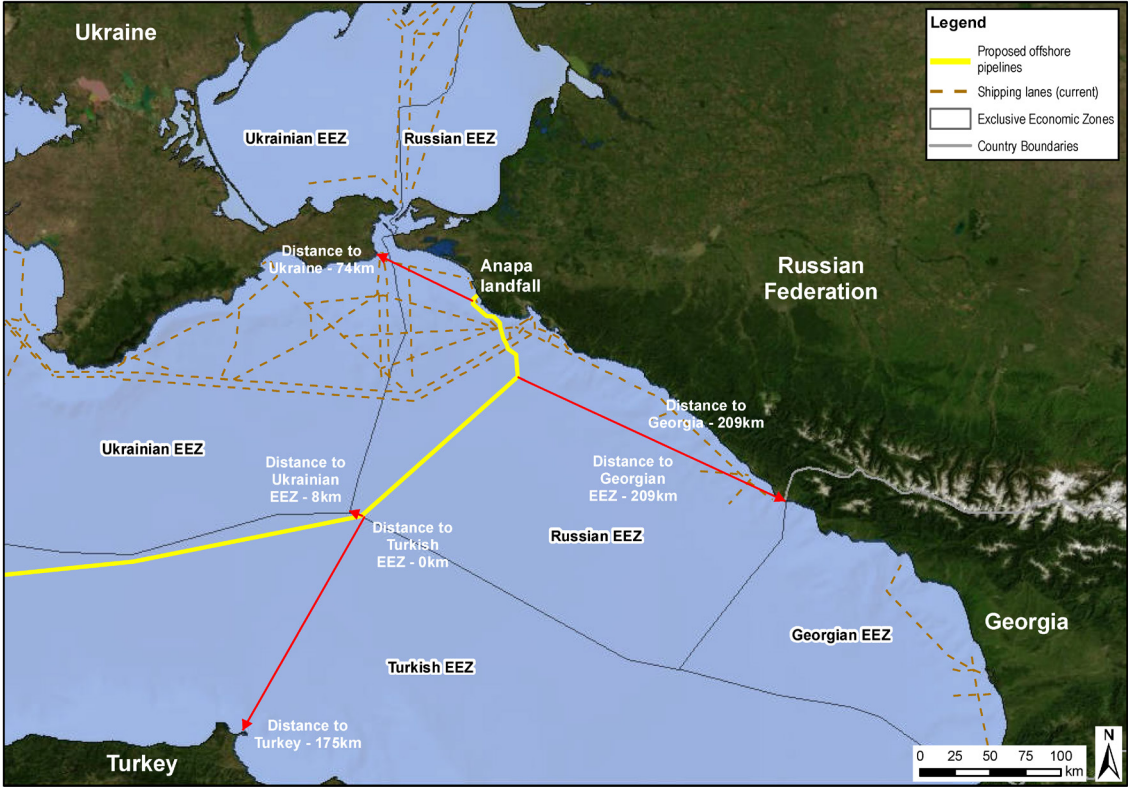 Ukraine
Legend
Proposed offshore
pipelines
Shipping lanes (current)
Exclusive Economic Zones
Country Boundaries
Ukrainian EEZ
Russian EEZ
Distance to
Ukraine - 74km
Anapa
landfall
Russian
Federation
Distance to
Georgia - 209km
Ukrainian EEZ
Distance to
Ukrainian
EEZ - 8km
Distance to
Georgian
EEZ - 209km
Distance to
Turkish
EEZ - 0km
Russian EEZ
Georgian EEZ
Georgia
Turkish EEZ
Distance to
Turkey - 175km
Turkey
N
0 25 50 75 100
km